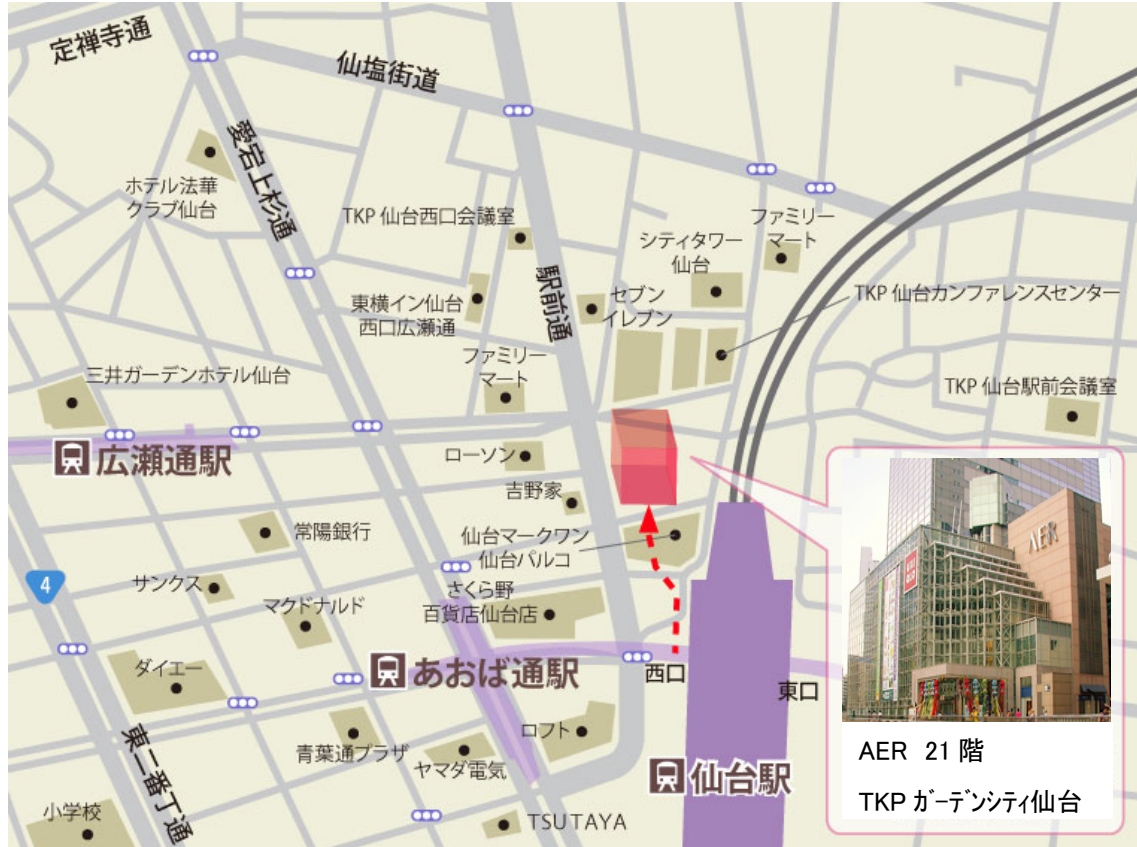 定禅寺通
仙塩街道
愛宕上杉通
ホテル法華
クラブ仙台
TKP 仙台西口会議室
ファミリー
マート
シティタワー
仙台
駅前通
東横イン仙台
西口広瀬通
セブン
イレブン
TKP 仙台カンファレンスセンター
ファミリー
マート
三井ガーデンホテル仙台
TKP 仙台駅前会議室
広瀬通駅
ローソン
吉野家
常陽銀行
仙台マークワン
仙台パルコ
AER
4
サンクス
さくら野
百貨店仙台店
マクドナルド
ダイエー
あおば通駅
西口
東口
東二番丁通
青葉通プラザ
ヤマダ電気
ロフト
仙台駅
AER 21 階
TKP ｶﾞｰﾃﾞﾝｼﾃｨ仙台
小学校
TSUTAYA